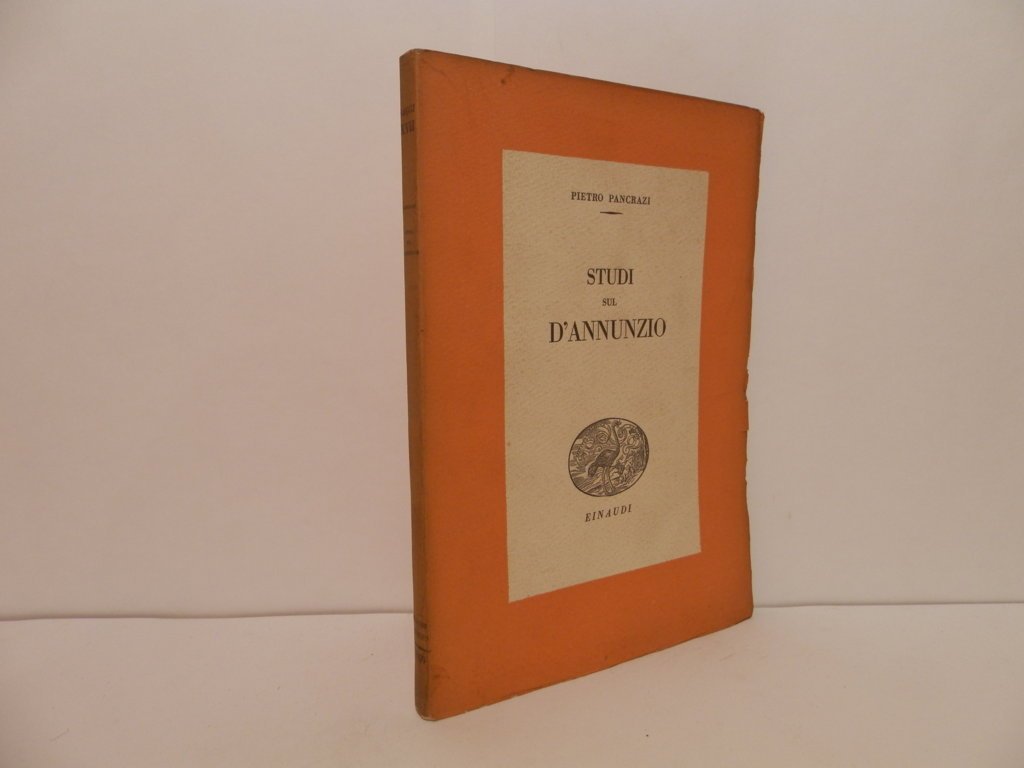 PIETRO PANCRAZI
STUDI
SUL
D'ANNUNZIO
EINAUDI